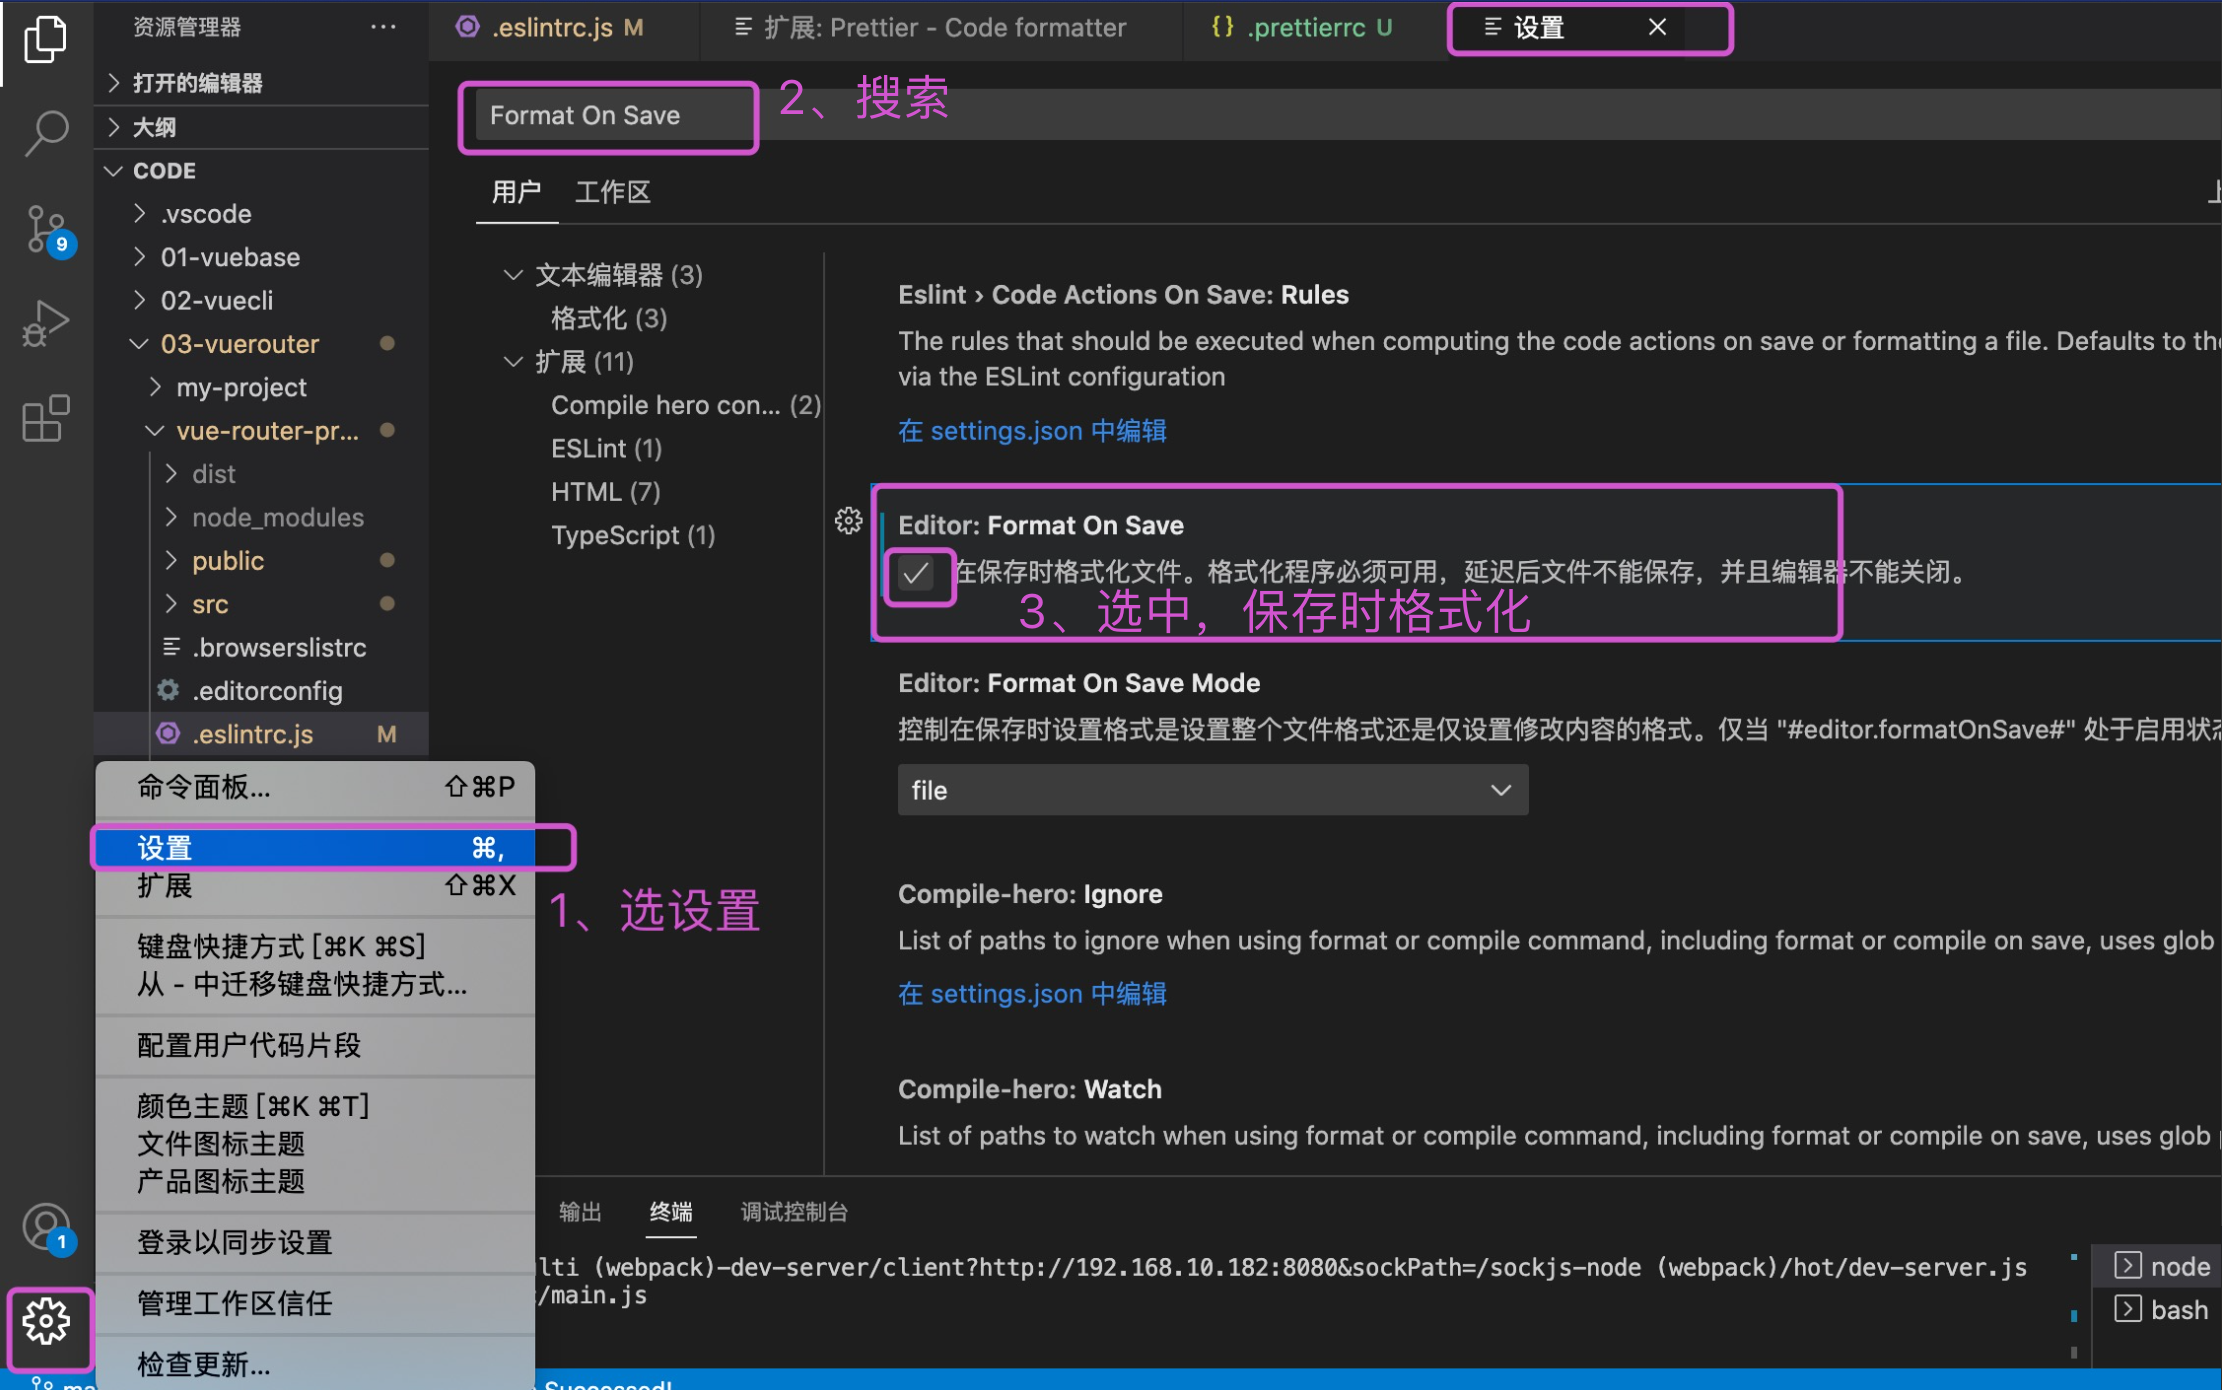 资源管理器 ···
打开的编辑器
大纲
CODE
.vscode
01-vuebase
02-vuecli
03-vuerouter
my-project
vue-router-pr...
dist
node_modules
public
src
.browserslistrc
.editorconfig
.eslintrc.js M
9
1
命令面板... ⇧⌘P
设置 ⌘,
扩展 ⇧⌘X
键盘快捷方式 [⌘K ⌘S]
从 - 中迁移键盘快捷方式...
配置用户代码片段
颜色主题 [⌘K ⌘T]
文件图标主题
产品图标主题
登录以同步设置
管理工作区信任
检查更新...
1、选设置
.eslintrc.js M
扩展: Prettier - Code formatter
{} .prettierrc U
设置
Format On Save
2、搜索
用户 工作区
文本编辑器 (3)
格式化 (3)
扩展 (11)
Compile hero con... (2)
ESLint (1)
HTML (7)
TypeScript (1)
Eslint › Code Actions On Save: Rules
The rules that should be executed when computing the code actions on save or formatting a file. Defaults to the
via the ESLint configuration
在 settings.json 中编辑
Editor: Format On Save
在保存时格式化文件。格式化程序必须可用，延迟后文件不能保存，并且编辑器不能关闭。
3、选中，保存时格式化
Editor: Format On Save Mode
控制在保存时设置格式是设置整个文件格式还是仅设置修改内容的格式。仅当 "#editor.formatOnSave#" 处于启用状态
file
Compile-hero: Ignore
List of paths to ignore when using format or compile command, including format or compile on save, uses glob
在 settings.json 中编辑
Compile-hero: Watch
List of paths to watch when using format or compile command, including format or compile on save, uses glob
输出 终端 调试控制台
lti (webpack)-dev-server/client?http://192.168.10.182:8080&sockPath=/sockjs-node (webpack)/hot/dev-server.js
/main.js
node
bash